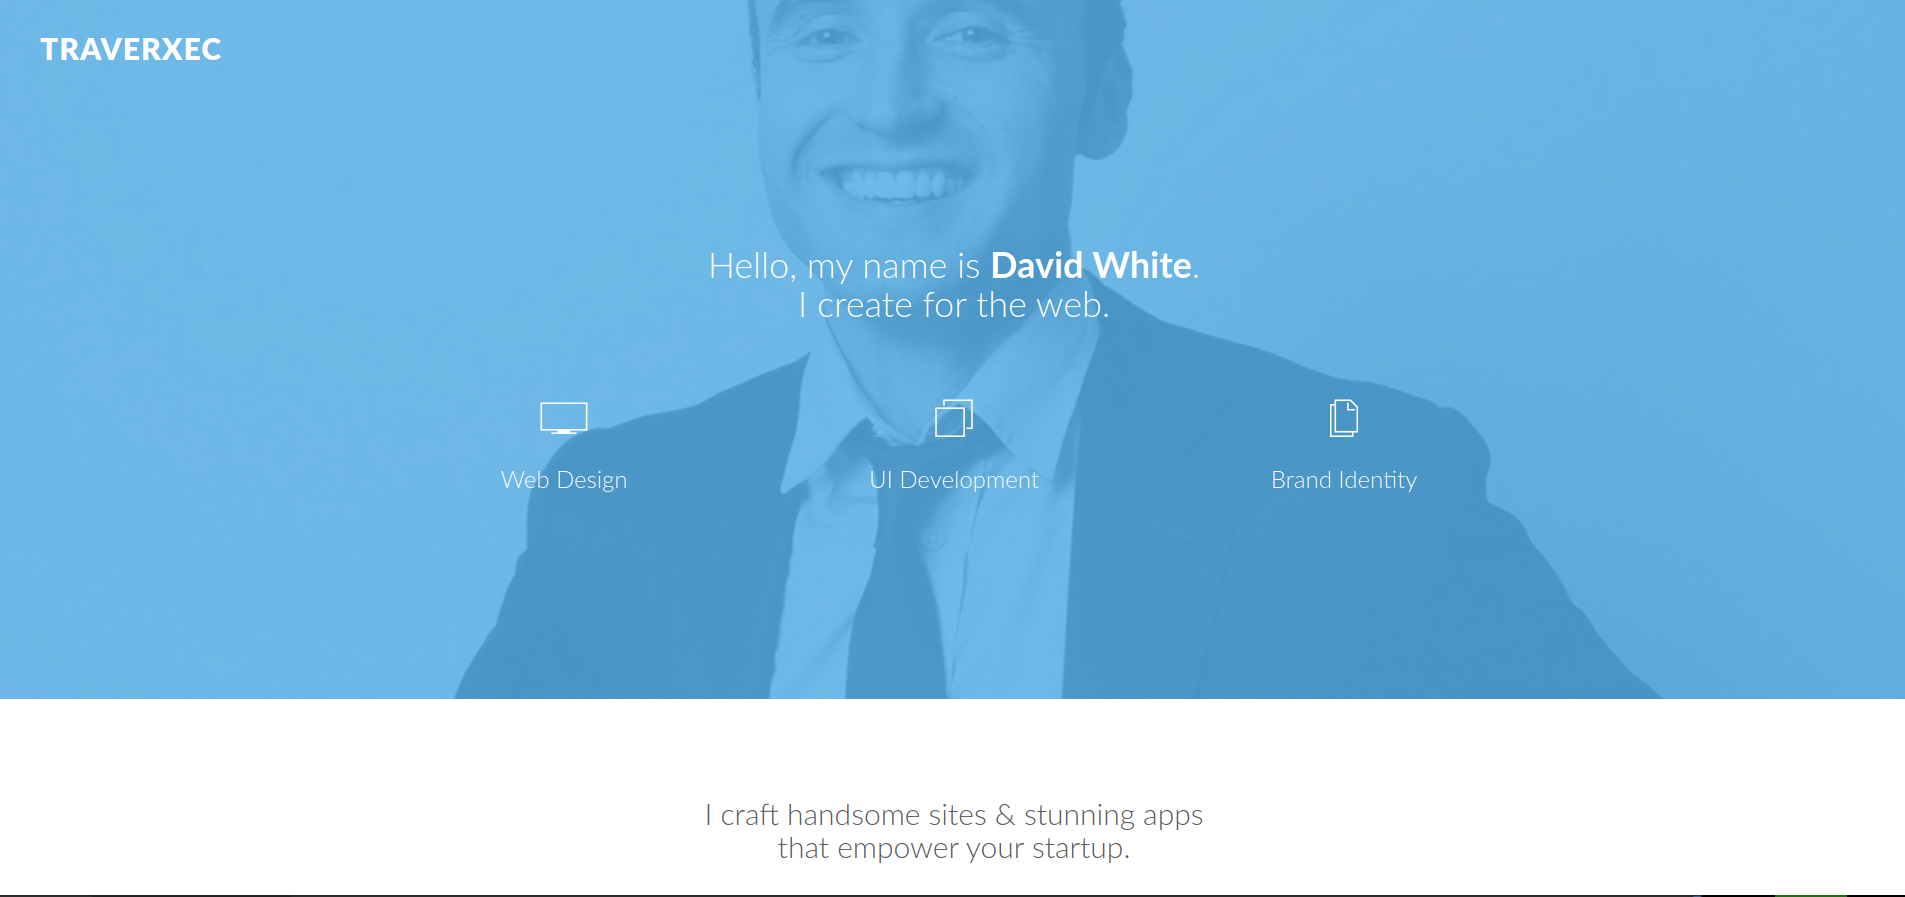 TRAVERXEC
Hello, my name is David White.
I create for the web.
Web Design
UI Development
Brand Identity
I craft handsome sites & stunning apps
that empower your startup.